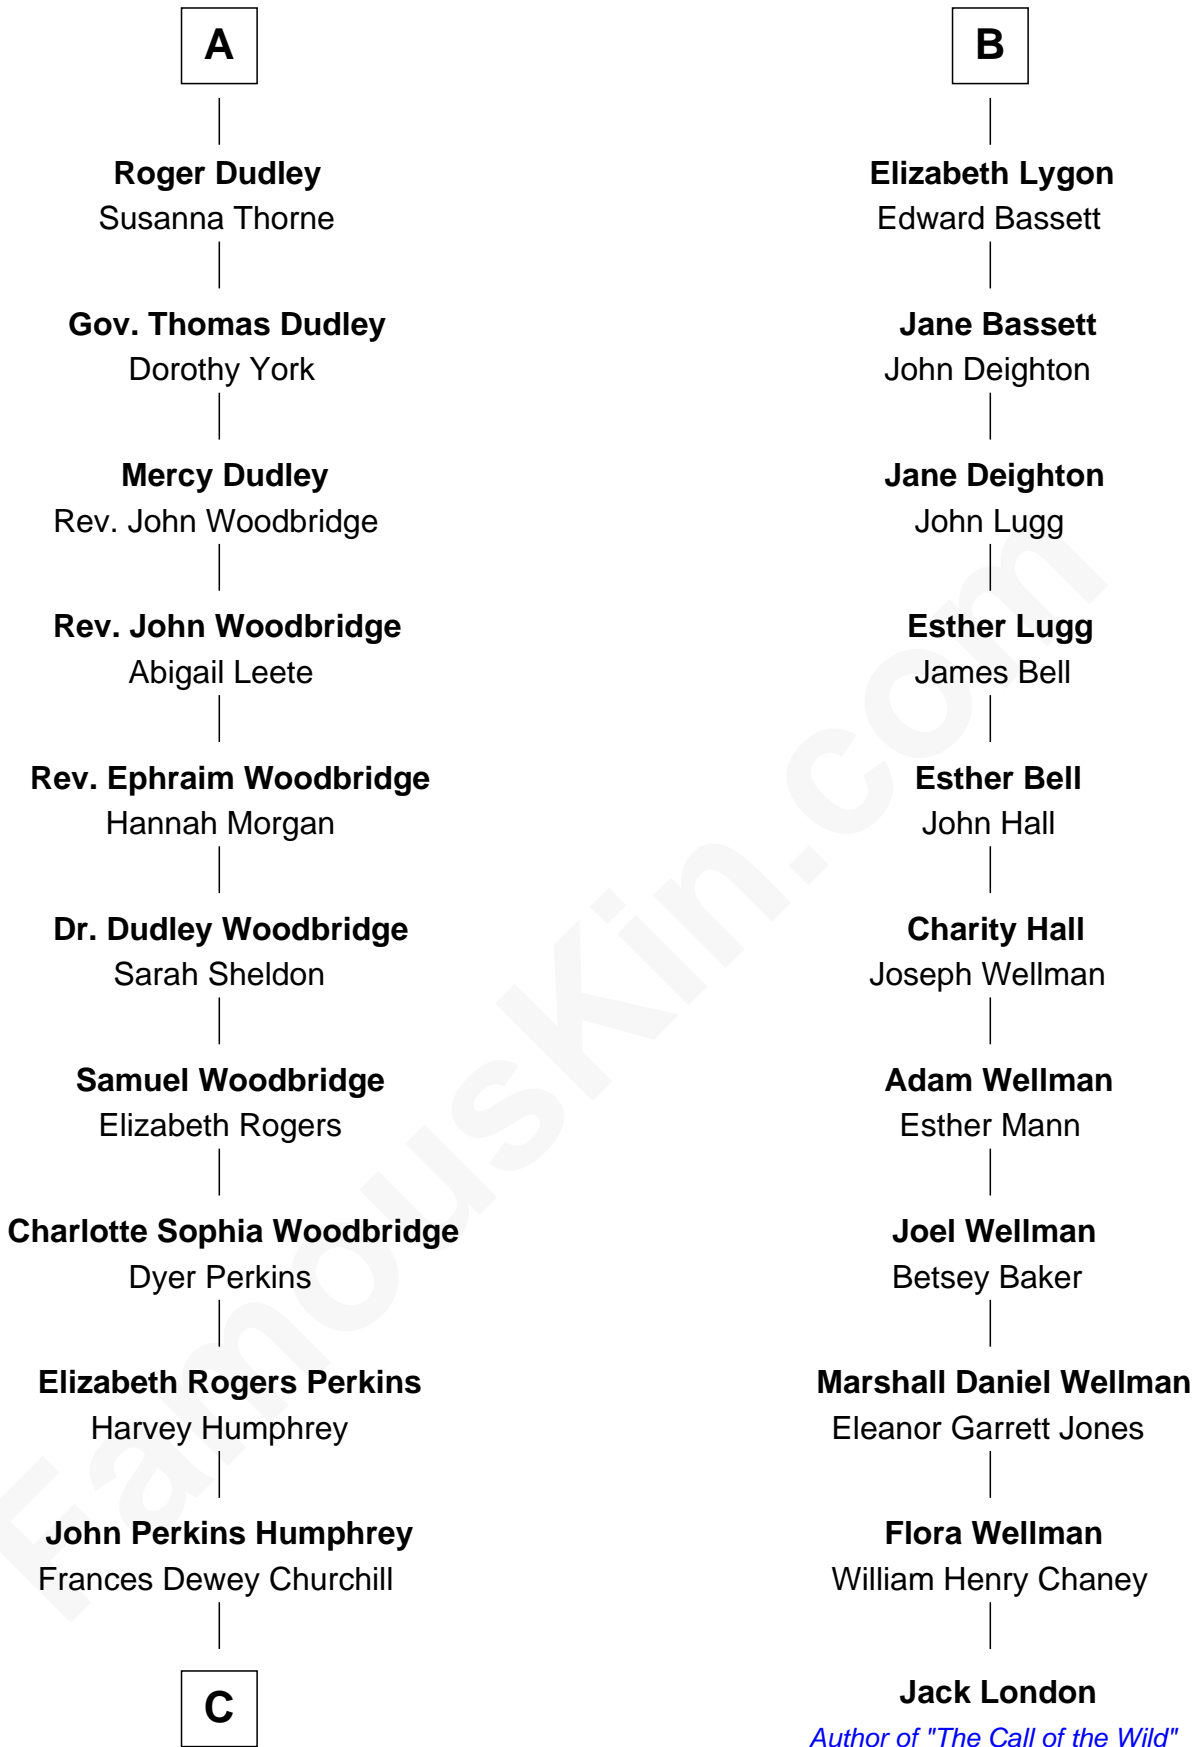 A
Roger Dudley
Susanna Thorne
Gov. Thomas Dudley
Dorothy York
Mercy Dudley
Rev. John Woodbridge
Rev. John Woodbridge
Abigail Leete
Rev. Ephraim Woodbridge
Hannah Morgan
Dr. Dudley Woodbridge
Sarah Sheldon
Samuel Woodbridge
Elizabeth Rogers
Charlotte Sophia Woodbridge
Dyer Perkins
Elizabeth Rogers Perkins
Harvey Humphrey
John Perkins Humphrey
Frances Dewey Churchill
C
B
Elizabeth Lygon
Edward Bassett
Jane Bassett
John Deighton
Jane Deighton
John Lugg
Esther Lugg
James Bell
Esther Bell
John Hall
Charity Hall
Joseph Wellman
Adam Wellman
Esther Mann
Joel Wellman
Betsey Baker
Marshall Daniel Wellman
Eleanor Garrett Jones
Flora Wellman
William Henry Chaney
Jack London
Author of "The Call of the Wild"
FamousKin.com